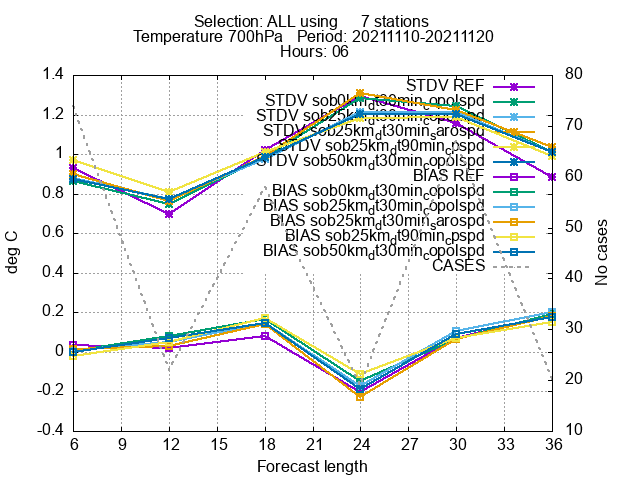 Selection: ALL using 7 stations
Temperature 700hPa Period: 20211110-20211120
Hours: 06
STDV REF
STDV sob0km_dt30min_copolspd
STDV sob25km_dt30min_copolspd
STDV sob25km_dt30min_sarospd
STDV sob25km_dt90min_cpspd
STDV sob50km_dt30min_copolspd
BIAS REF
BIAS sob0km_dt30min_copolspd
BIAS sob25km_dt30min_copolspd
BIAS sob25km_dt30min_sarospd
BIAS sob25km_dt90min_cpspd
BIAS sob50km_dt30min_copolspd
CASES
deg C
1.4
1.2
1
0.8
0.6
0.4
0.2
0
-0.2
-0.4
No cases
80
70
60
50
40
30
20
10
6 9 12 15 18 21 24 27 30 33 36
Forecast length